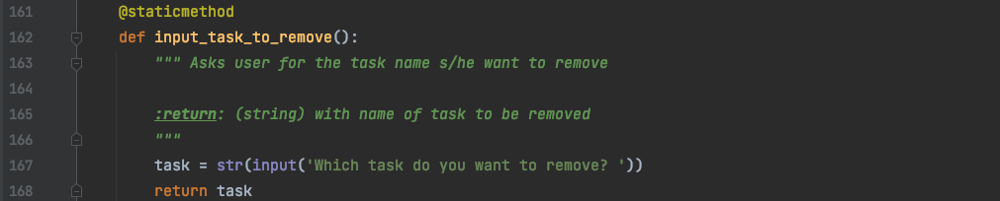 161 @staticmethod
162 def input_task_to_remove():
163 """ Asks user for the task name s/he want to remove
164
165 :return: (string) with name of task to be removed
166 """
167 task = str(input('Which task do you want to remove? '))
168 return task